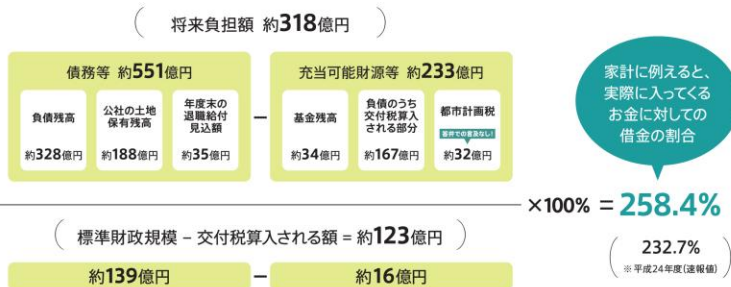 ( 将来負担額 約318億円 )
債務等 約551億円
負債残高
約328億円
公社の土地
保有残高
約188億円
年度末の
退職給付
見込額
約35億円
−
充当可能財源等 約233億円
基金残高
約34億円
負債のうち
交付税算入
される部分
約167億円
都市計画税
答弁での言及なし!
約32億円
( 標準財政規模 − 交付税算入される額 = 約123億円 )
約139億円
−
約16億円
×100% = 258.4%
( 232.7%
※平成24年度(速報値) )
家計に例えると、
実際に入ってくる
お金に対しての
借金の割合